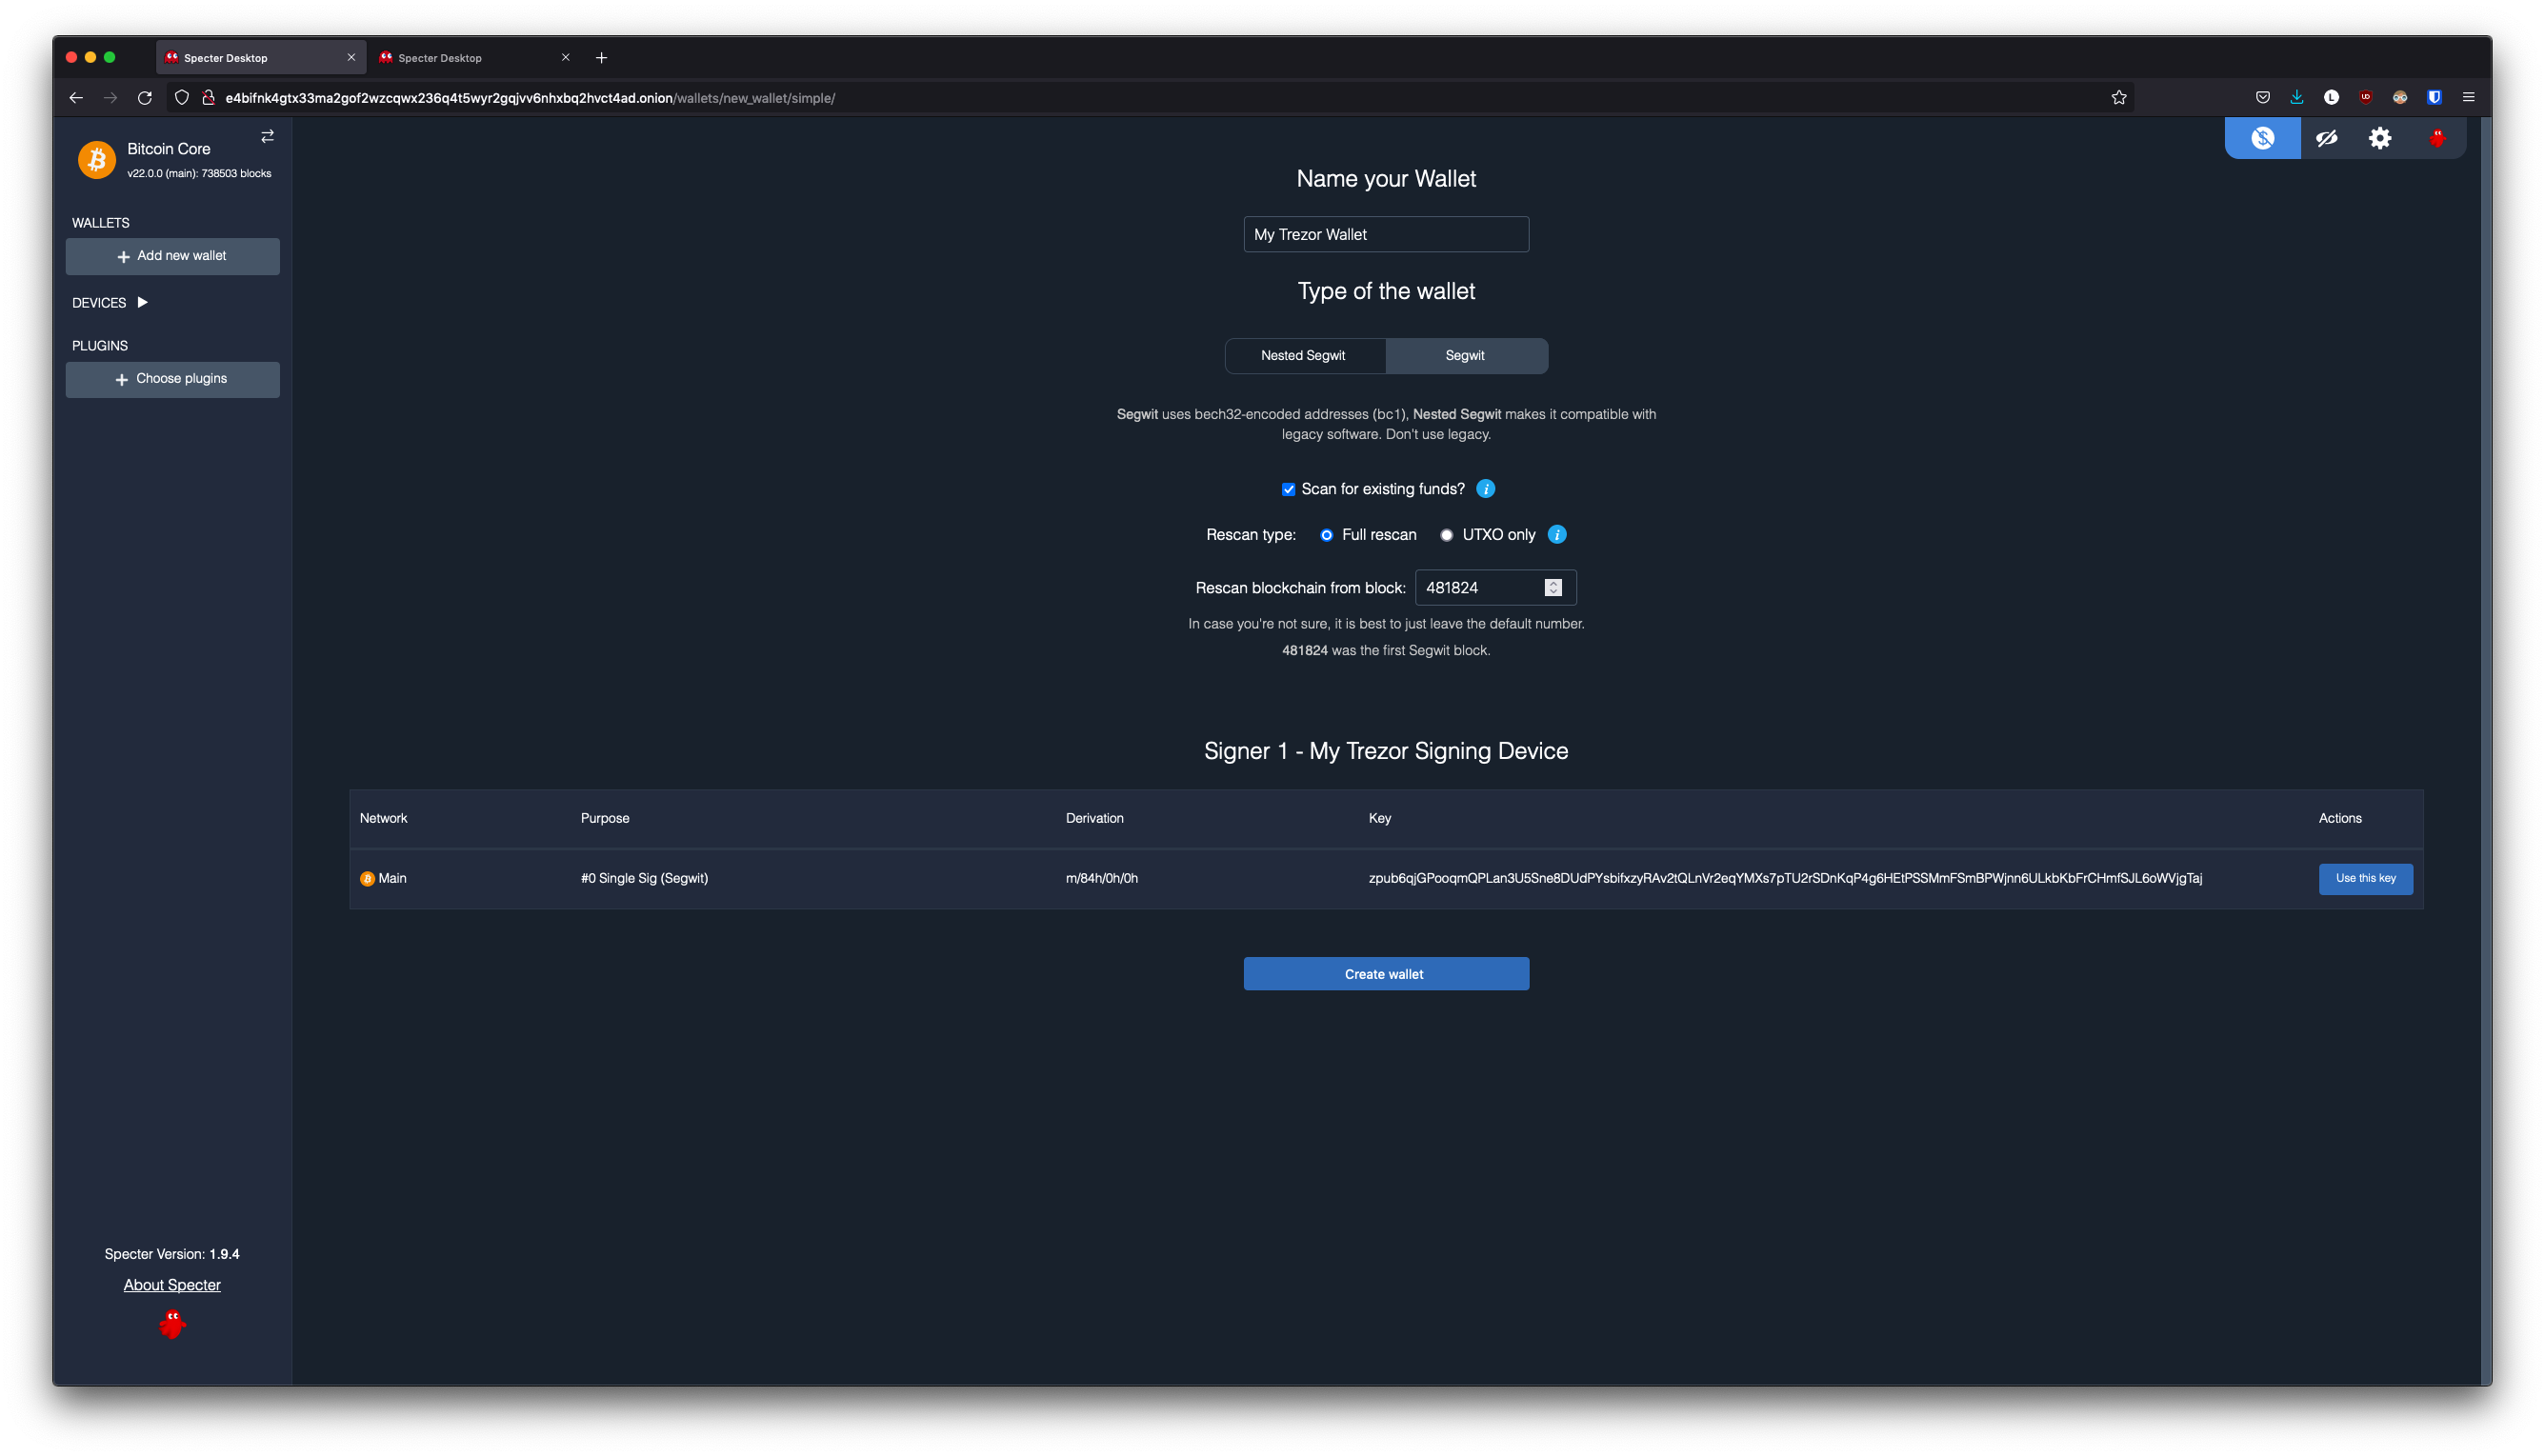 Specter Desktop
Specter Desktop
e4bifnk4gtx33ma2gof2wzcqwx236q4t5wyr2gqjvv6nhxbq2hvct4ad.onion/wallets/new_wallet/simple/
Bitcoin Core
v22.0.0 (main): 738503 blocks
WALLETS
Add new wallet
DEVICES
PLUGINS
Choose plugins
Name your Wallet
My Trezor Wallet
Type of the wallet
Nested Segwit Segwit
Segwit uses bech32-encoded addresses (bc1), Nested Segwit makes it compatible with
legacy software. Don't use legacy.
Scan for existing funds?
Rescan type: Full rescan UTXO only
Rescan blockchain from block: 481824
In case you're not sure, it is best to just leave the default number.
481824 was the first Segwit block.
Signer 1 - My Trezor Signing Device
Network Purpose Derivation Key Actions
Main #0 Single Sig (Segwit) m/84h/0h/0h zpub6qjGPooqmQPLan3U5Sne8DUdPYsbifxzyRAv2tQLnVr2eqYMXs7pTU2rSDnKqP4g6HEtPSSMmFSmBPWjnn6ULkbKbFrCHmfSJL6oWVjgTaj Use this key
Create wallet
Specter Version: 1.9.4
About Specter